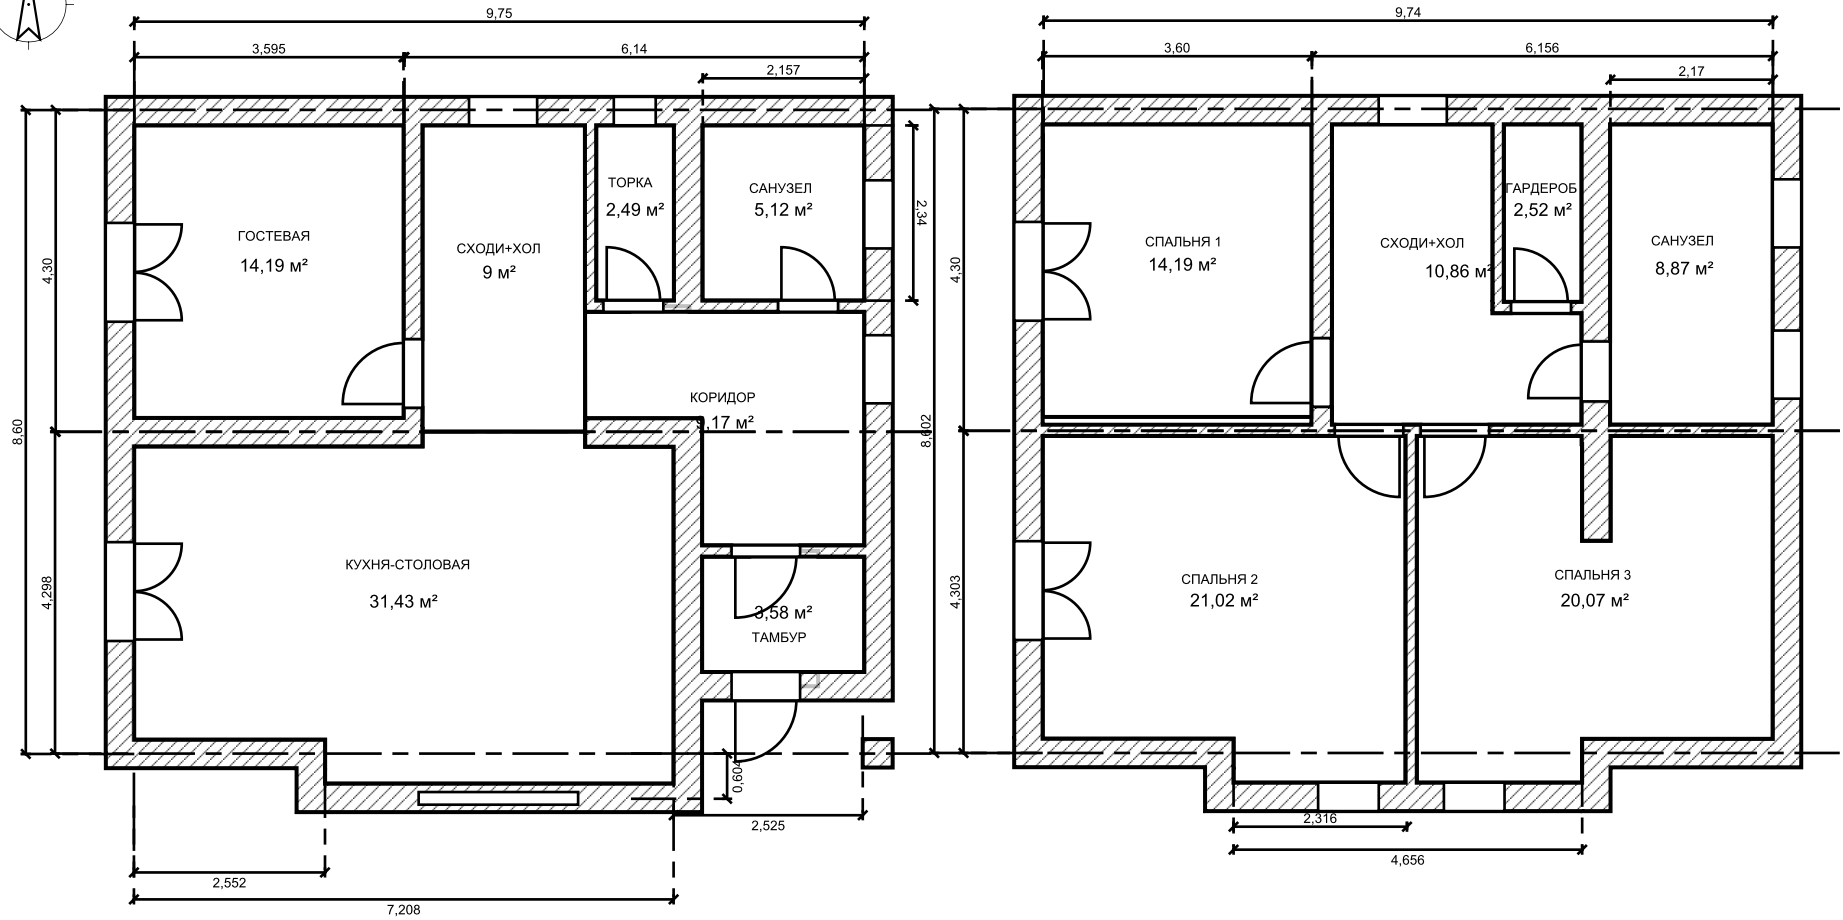 9,75
3,595
6,14
2,157
ТОРКА
2,49 м²
САНУЗЕЛ
5,12 м²
2,34
ГОСТЕВАЯ
14,19 м²
СХОДИ+ХОЛ
9 м²
4,30
8,60
КОРИДОР
9,17 м²
КУХНЯ-СТОЛОВАЯ
31,43 м²
4,298
3,58 м²
ТАМБУР
0,604
2,525
2,552
7,208
9,74
3,60
6,156
2,17
ГАРДЕРОБ
2,52 м²
СПАЛЬНЯ 1
14,19 м²
СХОДИ+ХОЛ
10,86 м²
САНУЗЕЛ
8,87 м²
4,30
СПАЛЬНЯ 2
21,02 м²
СПАЛЬНЯ 3
20,07 м²
4,303
2,316
4,656